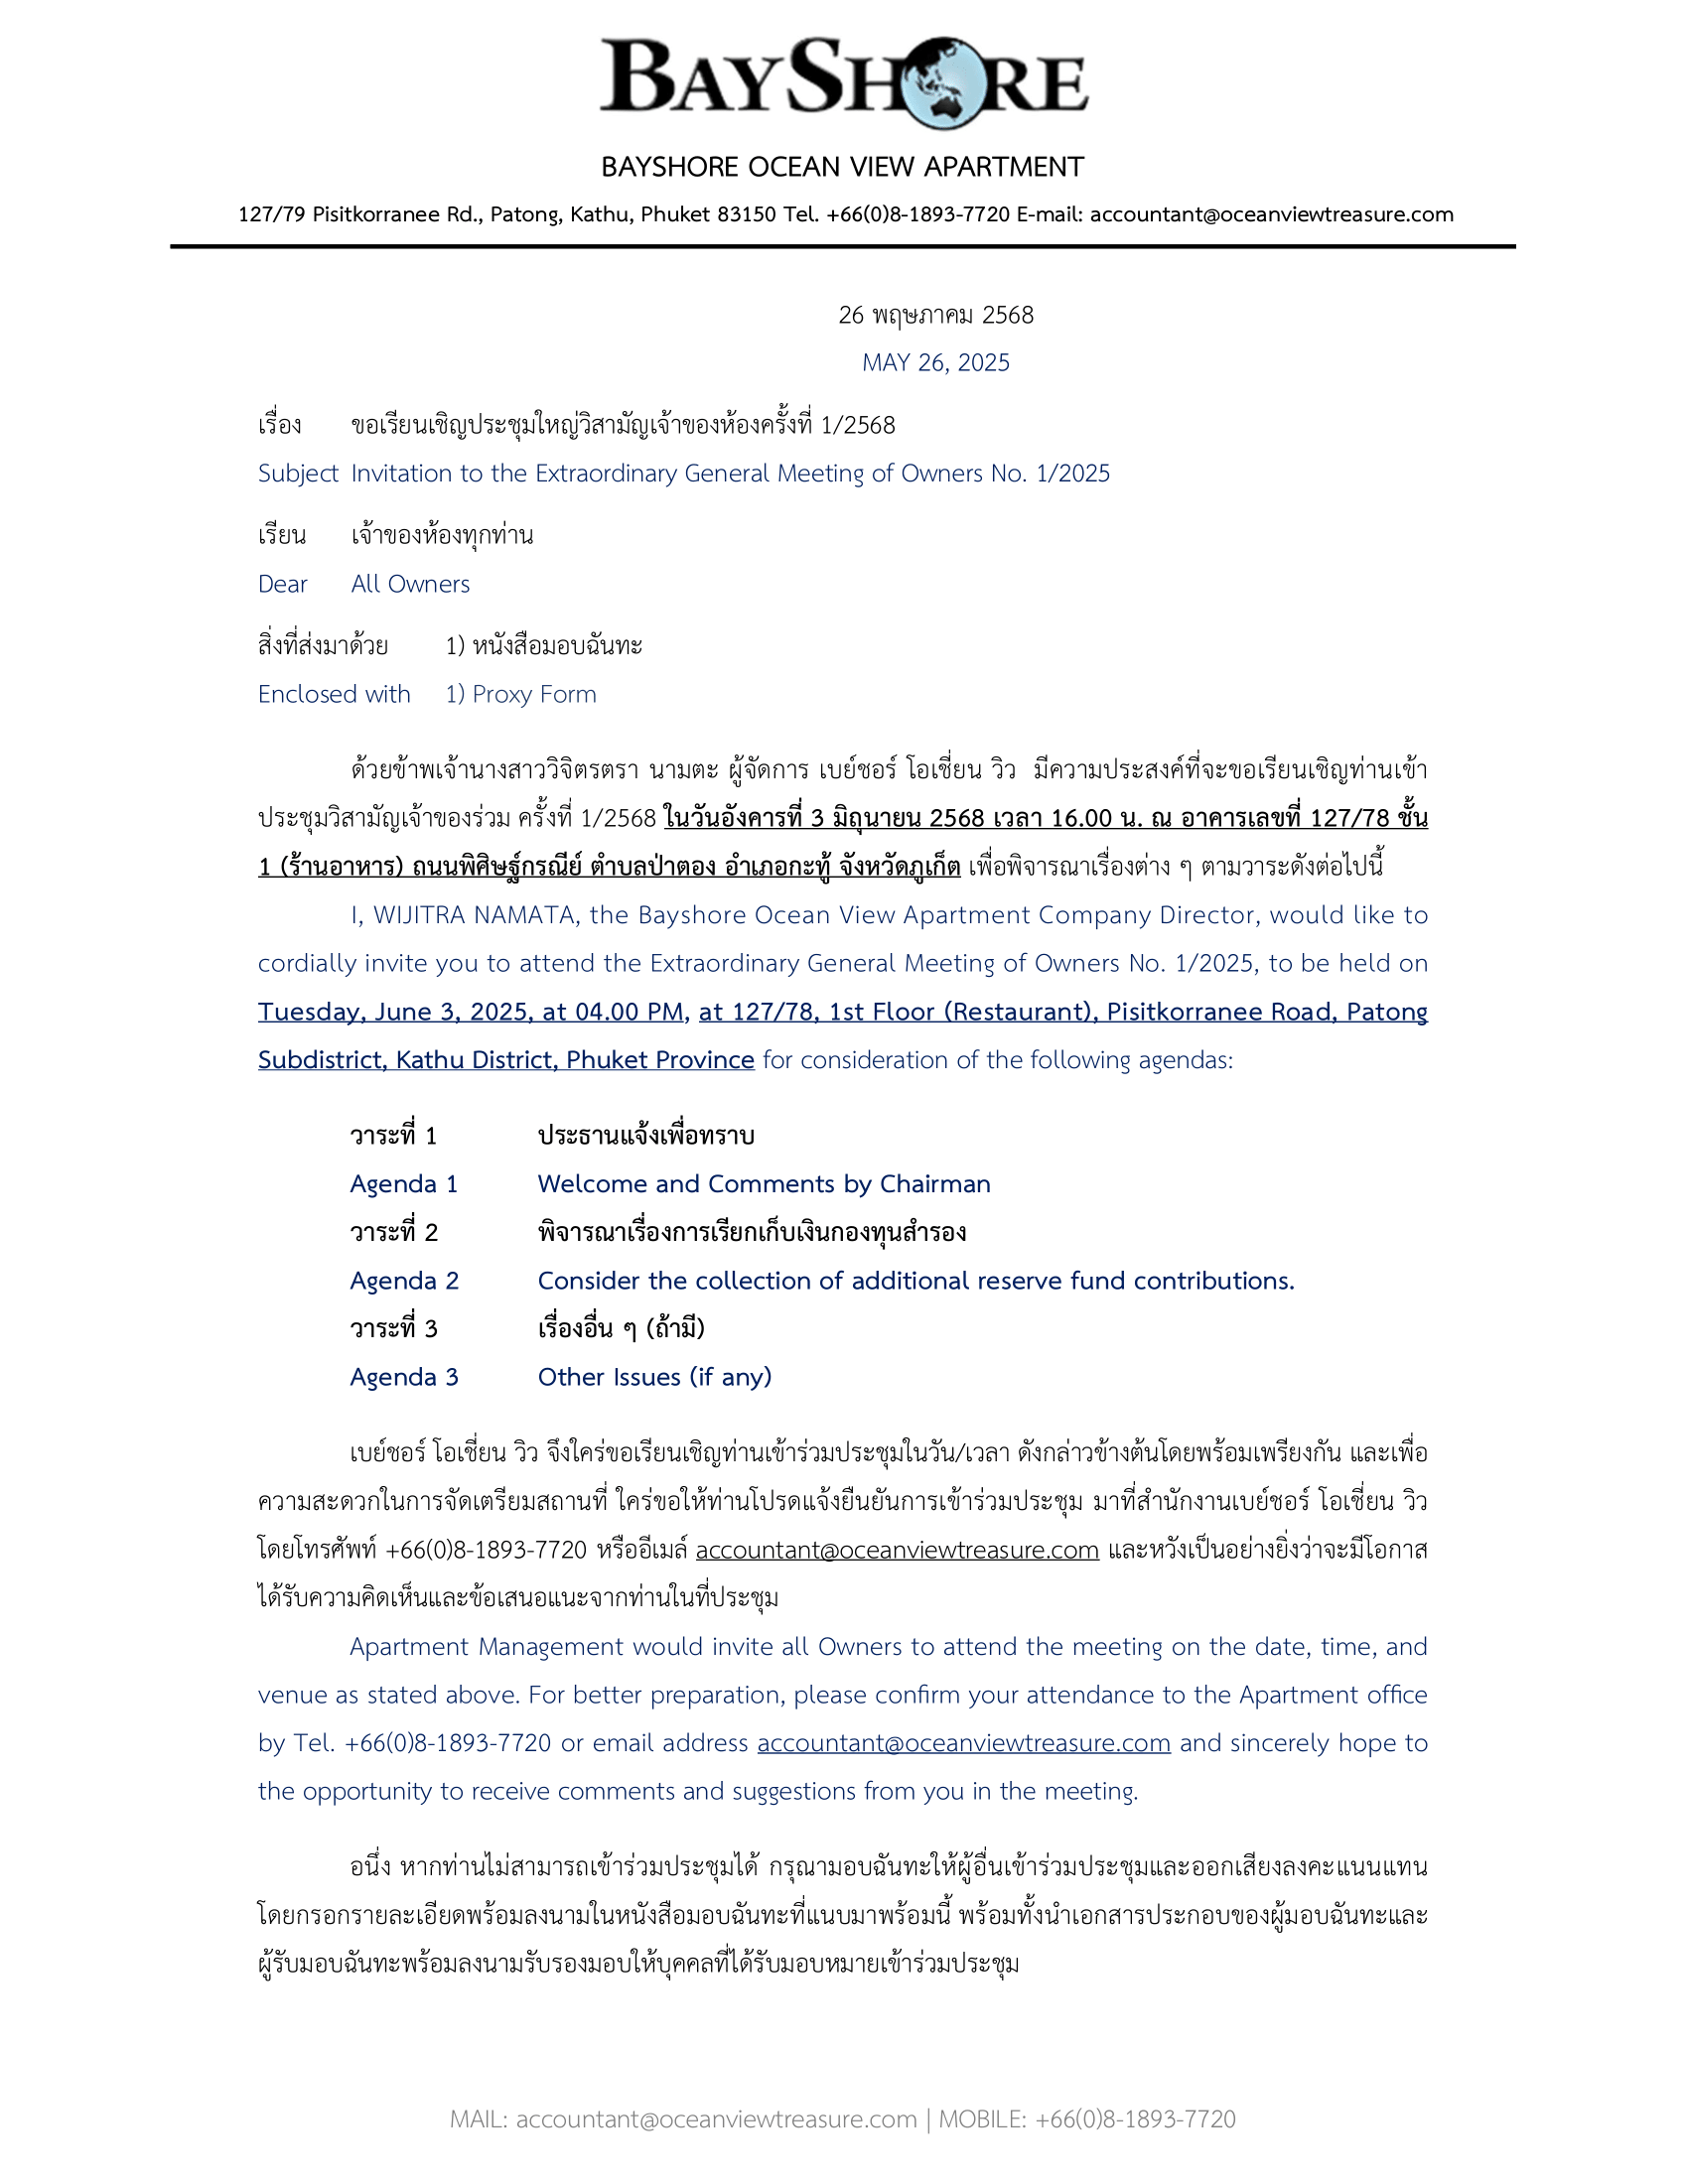 BAYSHORE
BAYSHORE OCEAN VIEW APARTMENT
127/79 Pisitkorranee Rd., Patong, Kathu, Phuket 83150 Tel. +66(0)8-1893-7720 E-mail: accountant@oceanviewtreasure.com
26 พฤษภาคม 2568
MAY 26, 2025
เรื่อง ขอเรียนเชิญประชุมใหญ่วิสามัญเจ้าของห้องครั้งที่ 1/2568
Subject Invitation to the Extraordinary General Meeting of Owners No. 1/2025
เรียน เจ้าของห้องทุกท่าน
Dear All Owners
สิ่งที่ส่งมาด้วย 1) หนังสือมอบฉันทะ
Enclosed with 1) Proxy Form
ด้วยข้าพเจ้านางสาววิจิตรตรา นามตะ ผู้จัดการ เบย์ชอร์ โอเชี่ยน วิว มีความประสงค์ที่จะขอเรียนเชิญท่านเข้า
ประชุมวิสามัญเจ้าของร่วม ครั้งที่ 1/2568 ในวันอังคารที่ 3 มิถุนายน 2568 เวลา 16.00 น. ณ อาคารเลขที่ 127/78 ชั้น
1 (ร้านอาหาร) ถนนพิศิษฐ์กรณีย์ ตำบลป่าตอง อำเภอกะทู้ จังหวัดภูเก็ต เพื่อพิจารณาเรื่องต่าง ๆ ตามวาระดังต่อไปนี้
I, WIJITRA NAMATA, the Bayshore Ocean View Apartment Company Director, would like to
cordially invite you to attend the Extraordinary General Meeting of Owners No. 1/2025, to be held on
Tuesday, June 3, 2025, at 04.00 PM, at 127/78, 1st Floor (Restaurant), Pisitkorranee Road, Patong
Subdistrict, Kathu District, Phuket Province for consideration of the following agendas:
วาระที่ 1 ประธานแจ้งเพื่อทราบ
Agenda 1 Welcome and Comments by Chairman
วาระที่ 2 พิจารณาเรื่องการเรียกเก็บเงินกองทุนสำรอง
Agenda 2 Consider the collection of additional reserve fund contributions.
วาระที่ 3 เรื่องอื่น ๆ (ถ้ามี)
Agenda 3 Other Issues (if any)
เบย์ชอร์ โอเชี่ยน วิว จึงใคร่ขอเรียนเชิญท่านเข้าร่วมประชุมในวัน/เวลา ดังกล่าวข้างต้นโดยพร้อมเพรียงกัน และเพื่อ
ความสะดวกในการจัดเตรียมสถานที่ ใคร่ขอให้ท่านโปรดแจ้งยืนยันการเข้าร่วมประชุม มาที่สำนักงานเบย์ชอร์ โอเชี่ยน วิว
โดยโทรศัพท์ +66(0)8-1893-7720 หรืออีเมล์ accountant@oceanviewtreasure.com และหวังเป็นอย่างยิ่งว่าจะมีโอกาส
ได้รับความคิดเห็นและข้อเสนอแนะจากท่านในที่ประชุม
Apartment Management would invite all Owners to attend the meeting on the date, time, and
venue as stated above. For better preparation, please confirm your attendance to the Apartment office
by Tel. +66(0)8-1893-7720 or email address accountant@oceanviewtreasure.com and sincerely hope to
the opportunity to receive comments and suggestions from you in the meeting.
อนึ่ง หากท่านไม่สามารถเข้าร่วมประชุมได้ กรุณามอบฉันทะให้ผู้อื่นเข้าร่วมประชุมและออกเสียงลงคะแนนแทน
โดยกรอกรายละเอียดพร้อมลงนามในหนังสือมอบฉันทะที่แนบมาพร้อมนี้ พร้อมทั้งนำเอกสารประกอบของผู้มอบฉันทะและ
ผู้รับมอบฉันทะพร้อมลงนามรับรองมอบให้บุคคลที่ได้รับมอบหมายเข้าร่วมประชุม
MAIL: accountant@oceanviewtreasure.com | MOBILE: +66(0)8-1893-7720